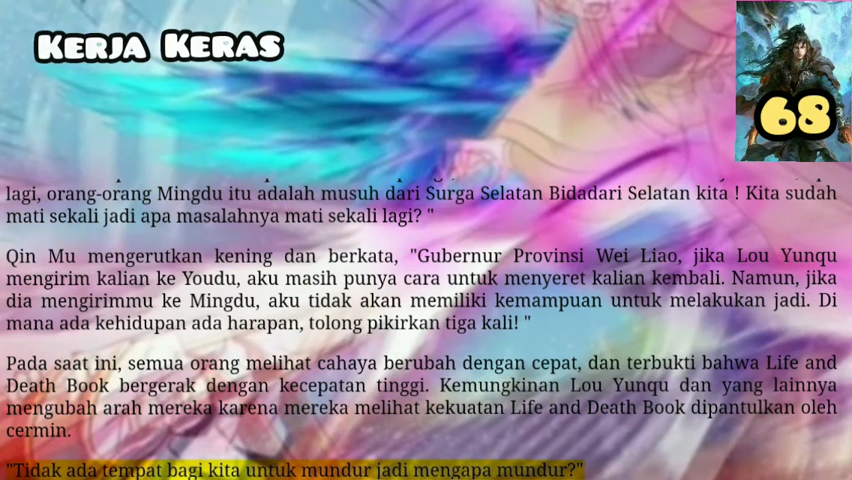 Kerja Keras
68
lagi, orang-orang Mingdu itu adalah musuh dari Surga Selatan Bidadari Selatan kita ! Kita sudah
mati sekali jadi apa masalahnya mati sekali lagi? "
Qin Mu mengerutkan kening dan berkata, "Gubernur Provinsi Wei Liao, jika Lou Yunqu
mengirim kalian ke Youdu, aku masih punya cara untuk menyeret kalian kembali. Namun, jika
dia mengirimmu ke Mingdu, aku tidak akan memiliki kemampuan untuk melakukan jadi. Di
mana ada kehidupan ada harapan, tolong pikirkan tiga kali! "
Pada saat ini, semua orang melihat cahaya berubah dengan cepat, dan terbukti bahwa Life and
Death Book bergerak dengan kecepatan tinggi. Kemungkinan Lou Yunqu dan yang lainnya
mengubah arah mereka karena mereka melihat kekuatan Life and Death Book dipantulkan oleh
cermin.
"Tidak ada tempat bagi kita untuk mundur jadi mengapa mundur?"